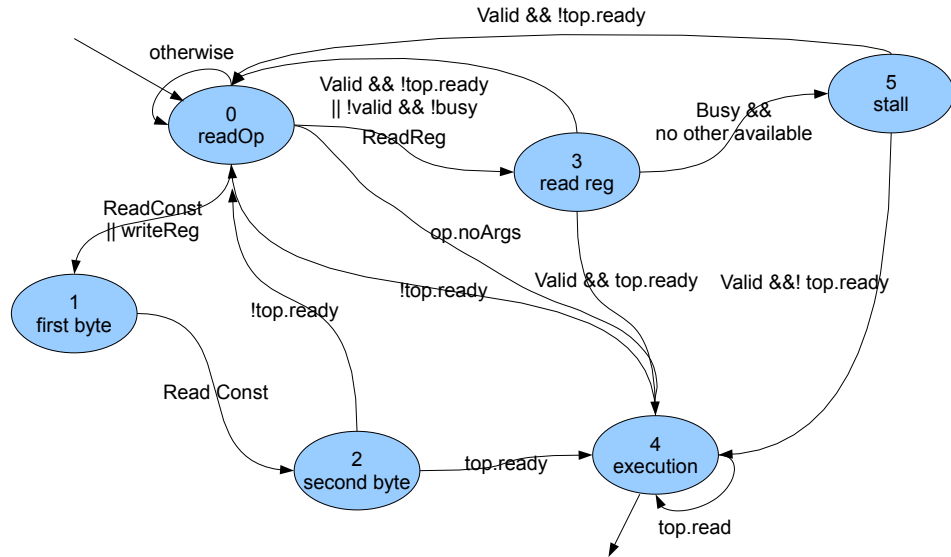 Valid && !top.ready
otherwise
0
readOp
Valid && !top.ready
|| !valid && !busy
ReadReg
5
stall
Busy &&
no other available
3
read reg
ReadConst
|| writeReg
op.noArgs
Valid && top.ready
Valid &&! top.ready
!top.ready
!top.ready
1
first byte
Read Const
2
second byte
top.ready
4
execution
top.read